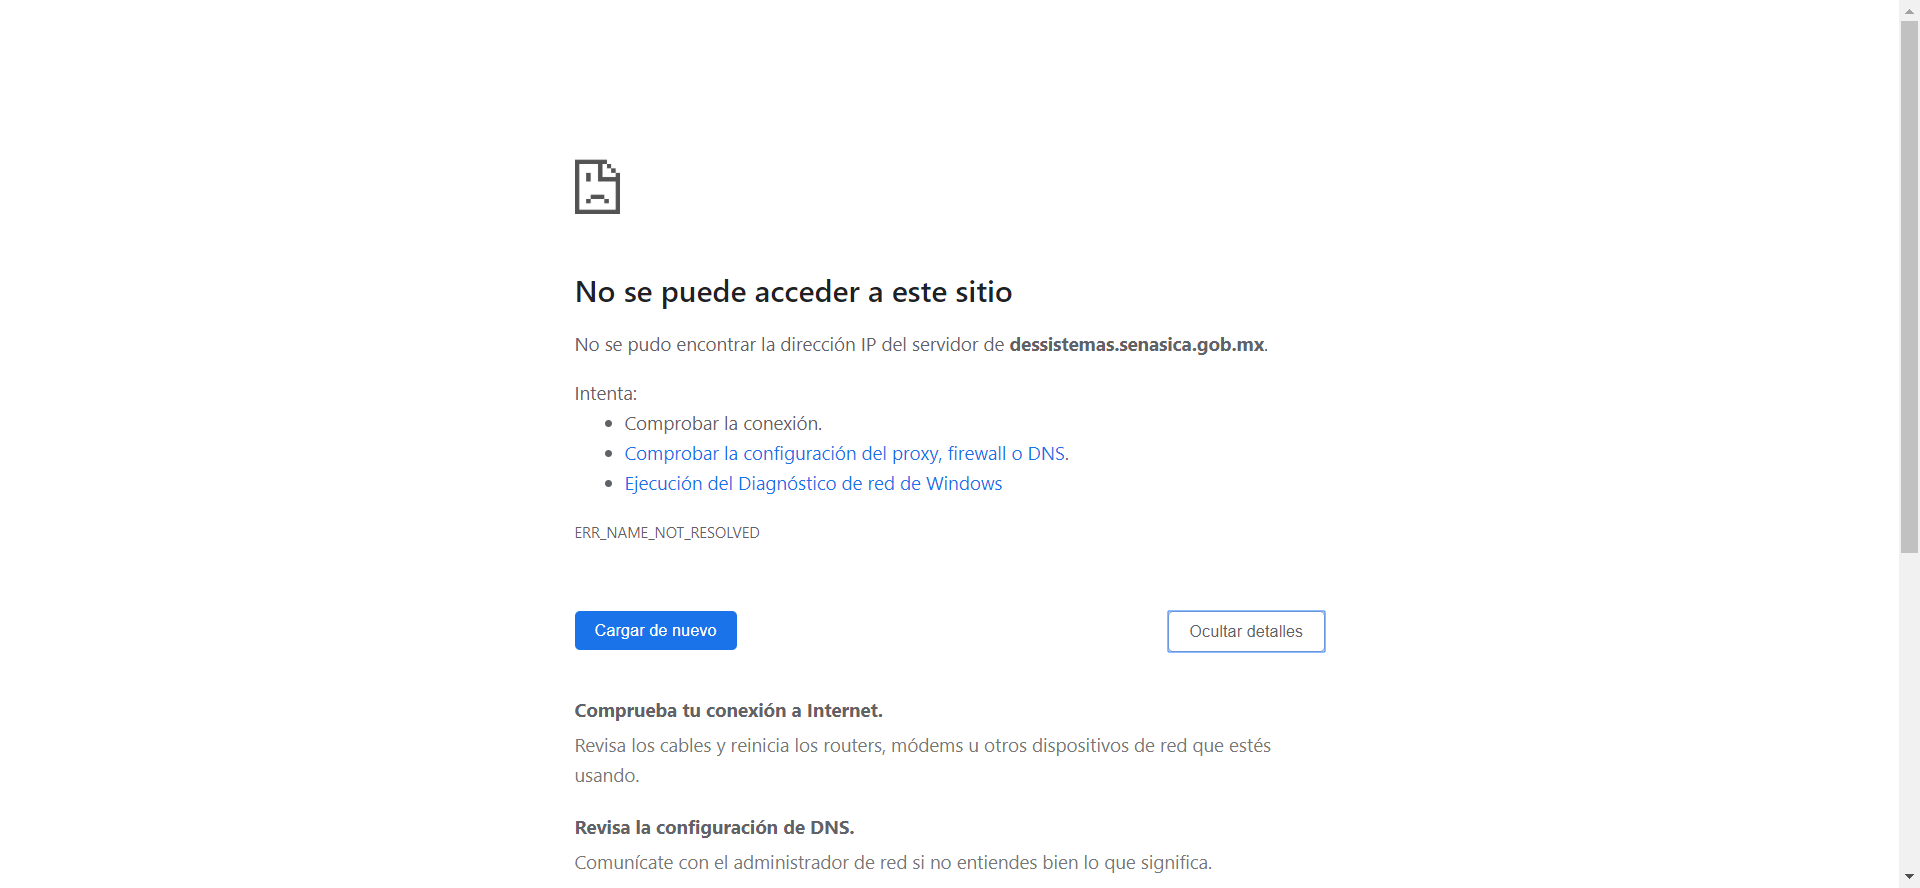 No se puede acceder a este sitio
No se pudo encontrar la dirección IP del servidor de dessistemas.senasica.gob.mx.
Intenta:
Comprobar la conexión.
Comprobar la configuración del proxy, firewall o DNS.
Ejecución del Diagnóstico de red de Windows
ERR_NAME_NOT_RESOLVED
Cargar de nuevo
Ocultar detalles
Comprueba tu conexión a Internet.
Revisa los cables y reinicia los routers, módems u otros dispositivos de red que estés
usando.
Revisa la configuración de DNS.
Comunícate con el administrador de red si no entiendes bien lo que significa.